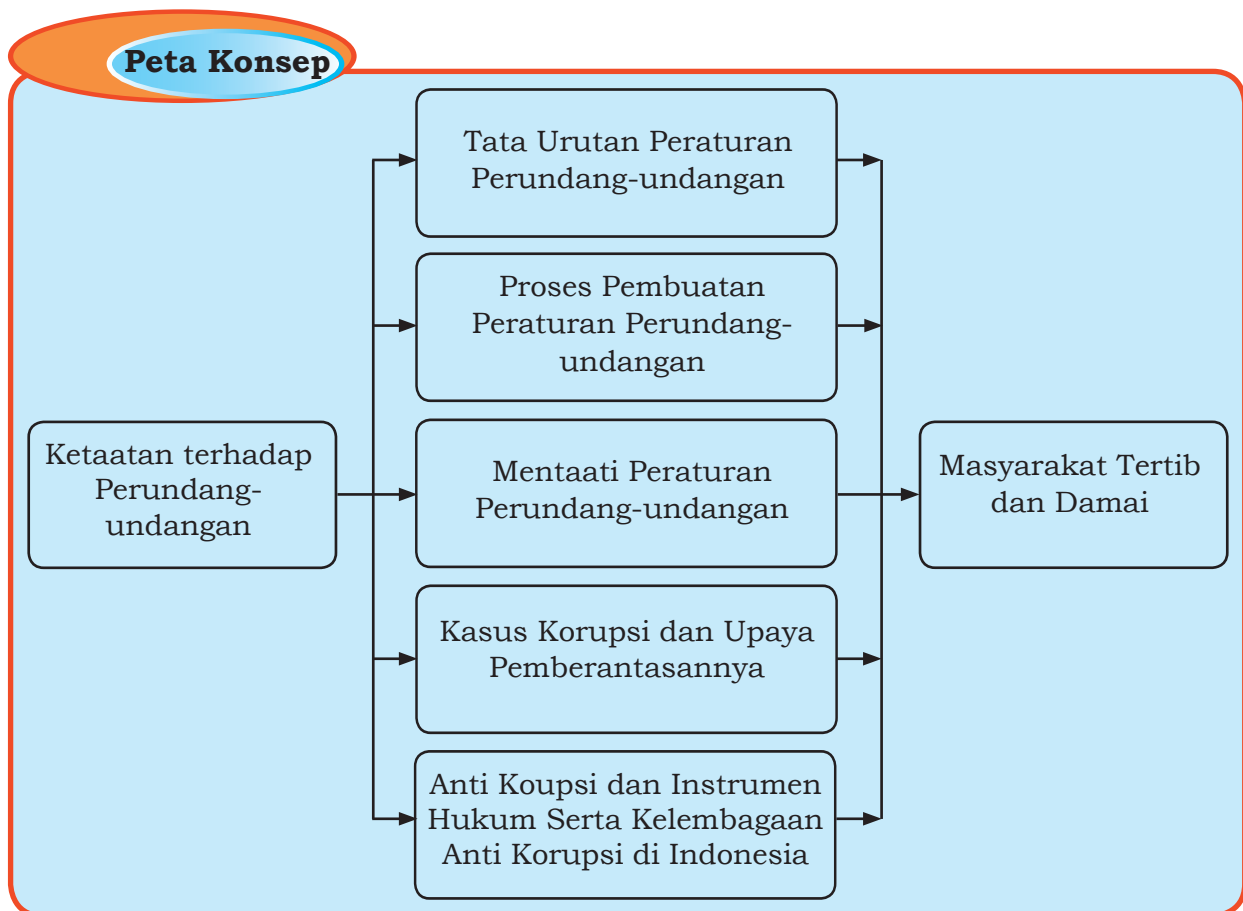 Peta Konsep
Tata Urutan Peraturan
Perundang-undangan
Proses Pembuatan
Peraturan Perundang-
undangan
Ketaatan terhadap
Perundang-
undangan
Mentaati Peraturan
Perundang-undangan
Masyarakat Tertib
dan Damai
Kasus Korupsi dan Upaya
Pemberantasannya
Anti Koupsi dan Instrumen
Hukum Serta Kelembagaan
Anti Korupsi di Indonesia